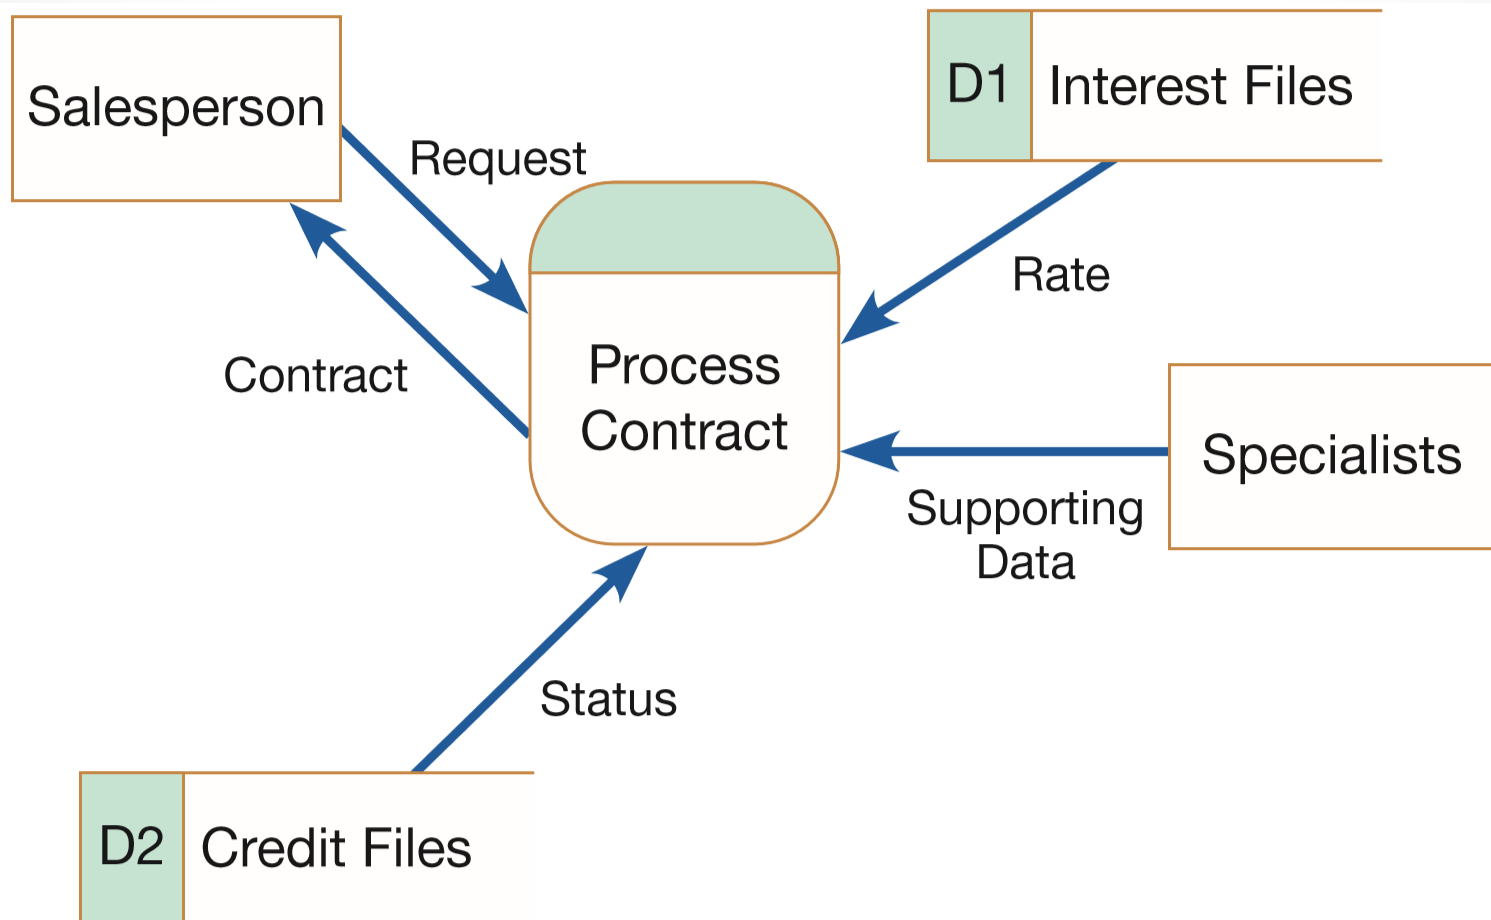 Salesperson
D1 Interest Files
Request
Rate
Contract
Process
Contract
Specialists
Supporting
Data
Status
D2 Credit Files